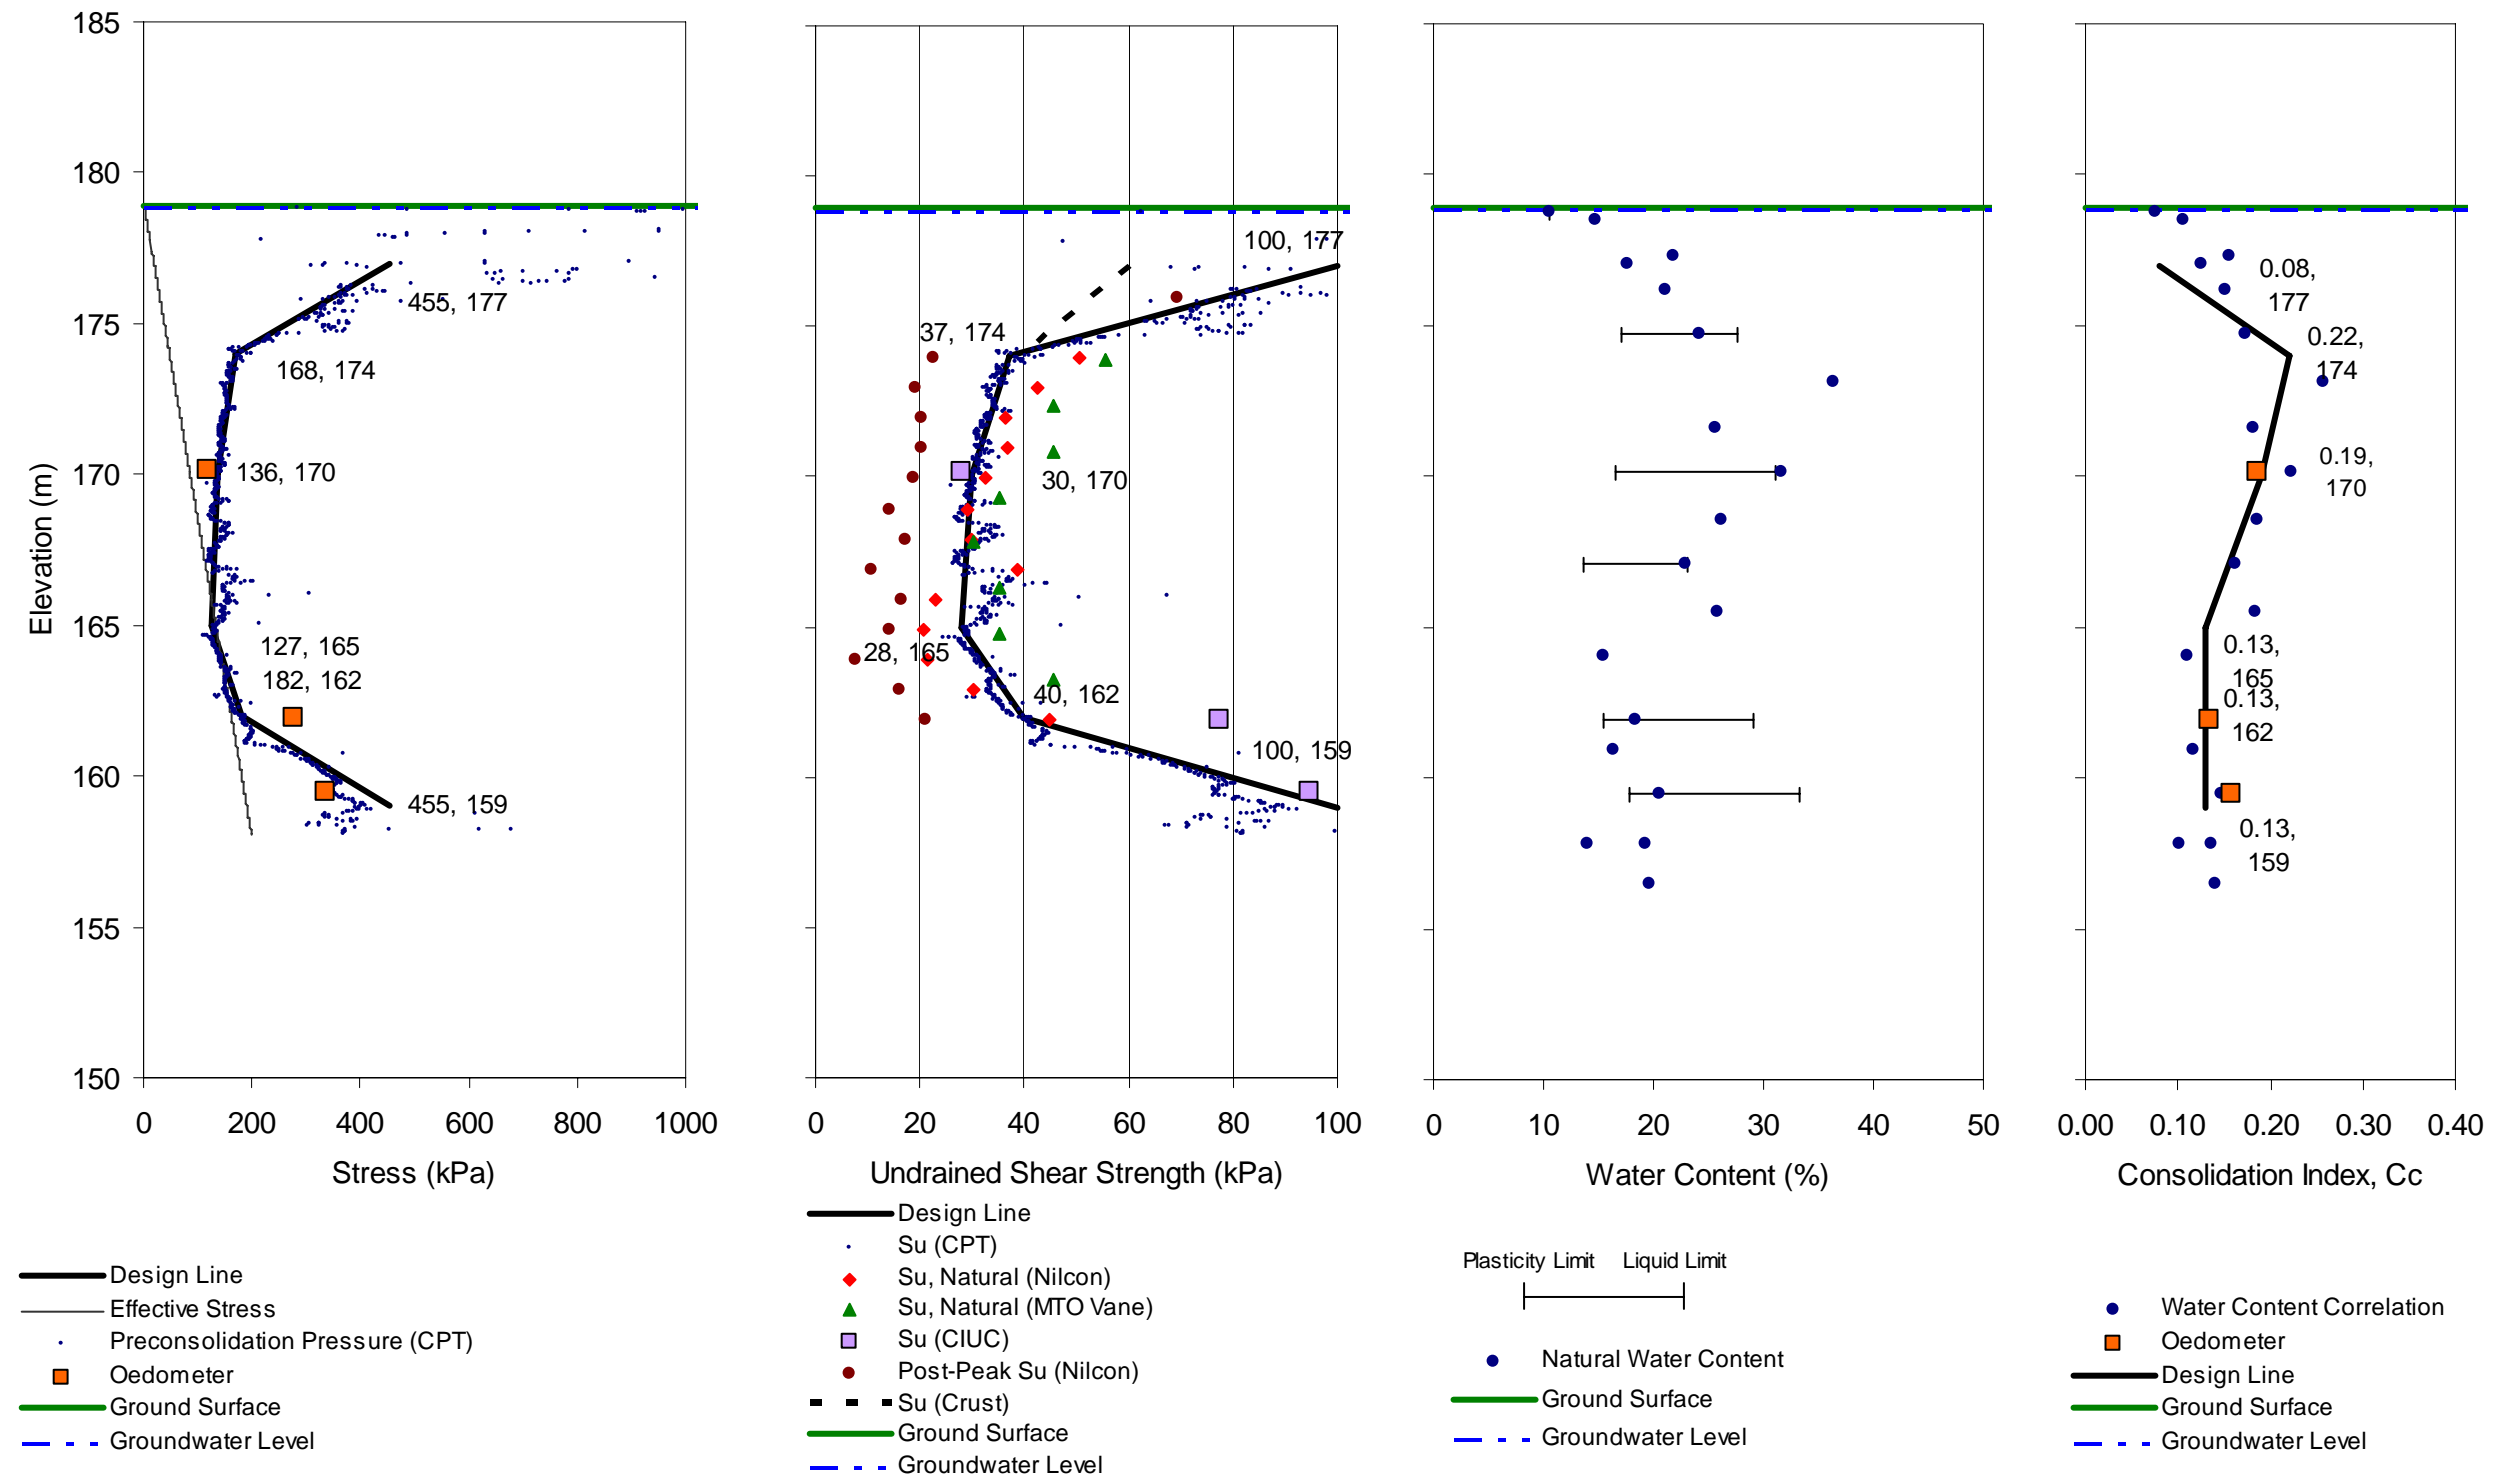 185
180
175
170
165
160
155
150
Elevation (m)
455, 177
168, 174
136, 170
127, 165
182, 162
455, 159
0 200 400 600 800 1000
Stress (kPa)
Design Line
Effective Stress
Preconsolidation Pressure (CPT)
Oedometer
Ground Surface
Groundwater Level
100, 177
37, 174
30, 170
28, 165
40, 162
100, 159
0 20 40 60 80 100
Undrained Shear Strength (kPa)
Design Line
Su (CPT)
Su, Natural (Nilcon)
Su, Natural (MTO Vane)
Su (CIUC)
Post-Peak Su (Nilcon)
Su (Crust)
Ground Surface
Groundwater Level
0 10 20 30 40 50
Water Content (%)
Plasticity Limit Liquid Limit
Natural Water Content
Ground Surface
Groundwater Level
0.08,
177
0.22,
174
0.19,
170
0.13,
165
0.13,
162
0.13,
159
0.00 0.10 0.20 0.30 0.40
Consolidation Index, Cc
Water Content Correlation
Oedometer
Design Line
Ground Surface
Groundwater Level